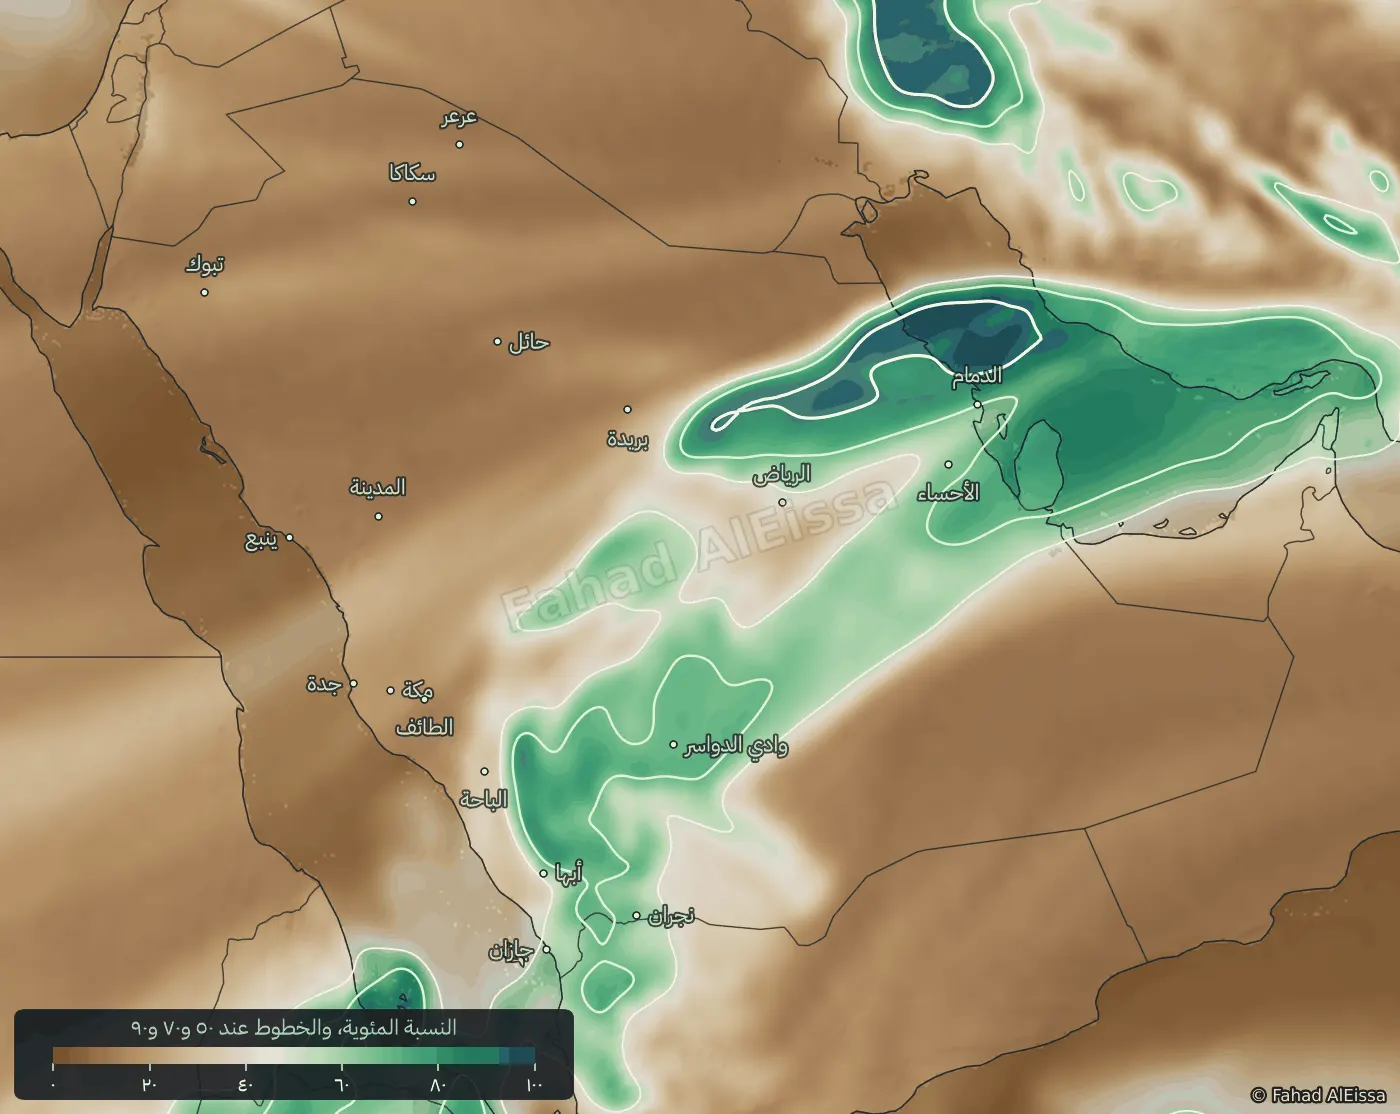 عرعر
سكاكا
تبوك
حائل
الدمام
بريدة
الرياض
الأحساء
المدينة
ينبع
Fahad AlEissa
جدة
مكة
الطائف
وادي الدواسر
الباحة
أبها
نجران
جازان
النسبة المئوية، والخطوط عند ٥٠ و٧٠ و٩٠
٠ ٢٠ ٤٠ ٦٠ ٨٠ ١٠٠
© Fahad AlEissa